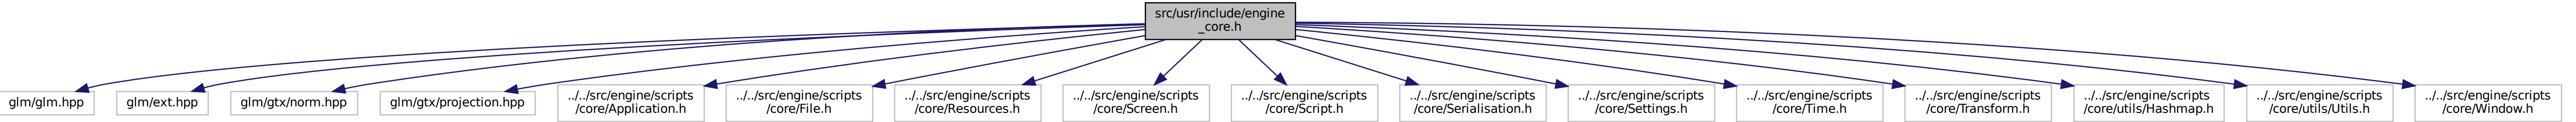 src/usr/include/engine
_core.h
glm/glm.hpp
glm/ext.hpp
glm/gtx/norm.hpp
glm/gtx/projection.hpp
../../src/engine/scripts
/core/Application.h
../../src/engine/scripts
/core/File.h
../../src/engine/scripts
/core/Resources.h
../../src/engine/scripts
/core/Screen.h
../../src/engine/scripts
/core/Script.h
../../src/engine/scripts
/core/Serialisation.h
../../src/engine/scripts
/core/Settings.h
../../src/engine/scripts
/core/Time.h
../../src/engine/scripts
/core/Transform.h
../../src/engine/scripts
/core/utils/Hashmap.h
../../src/engine/scripts
/core/utils/Utils.h
../../src/engine/scripts
/core/Window.h